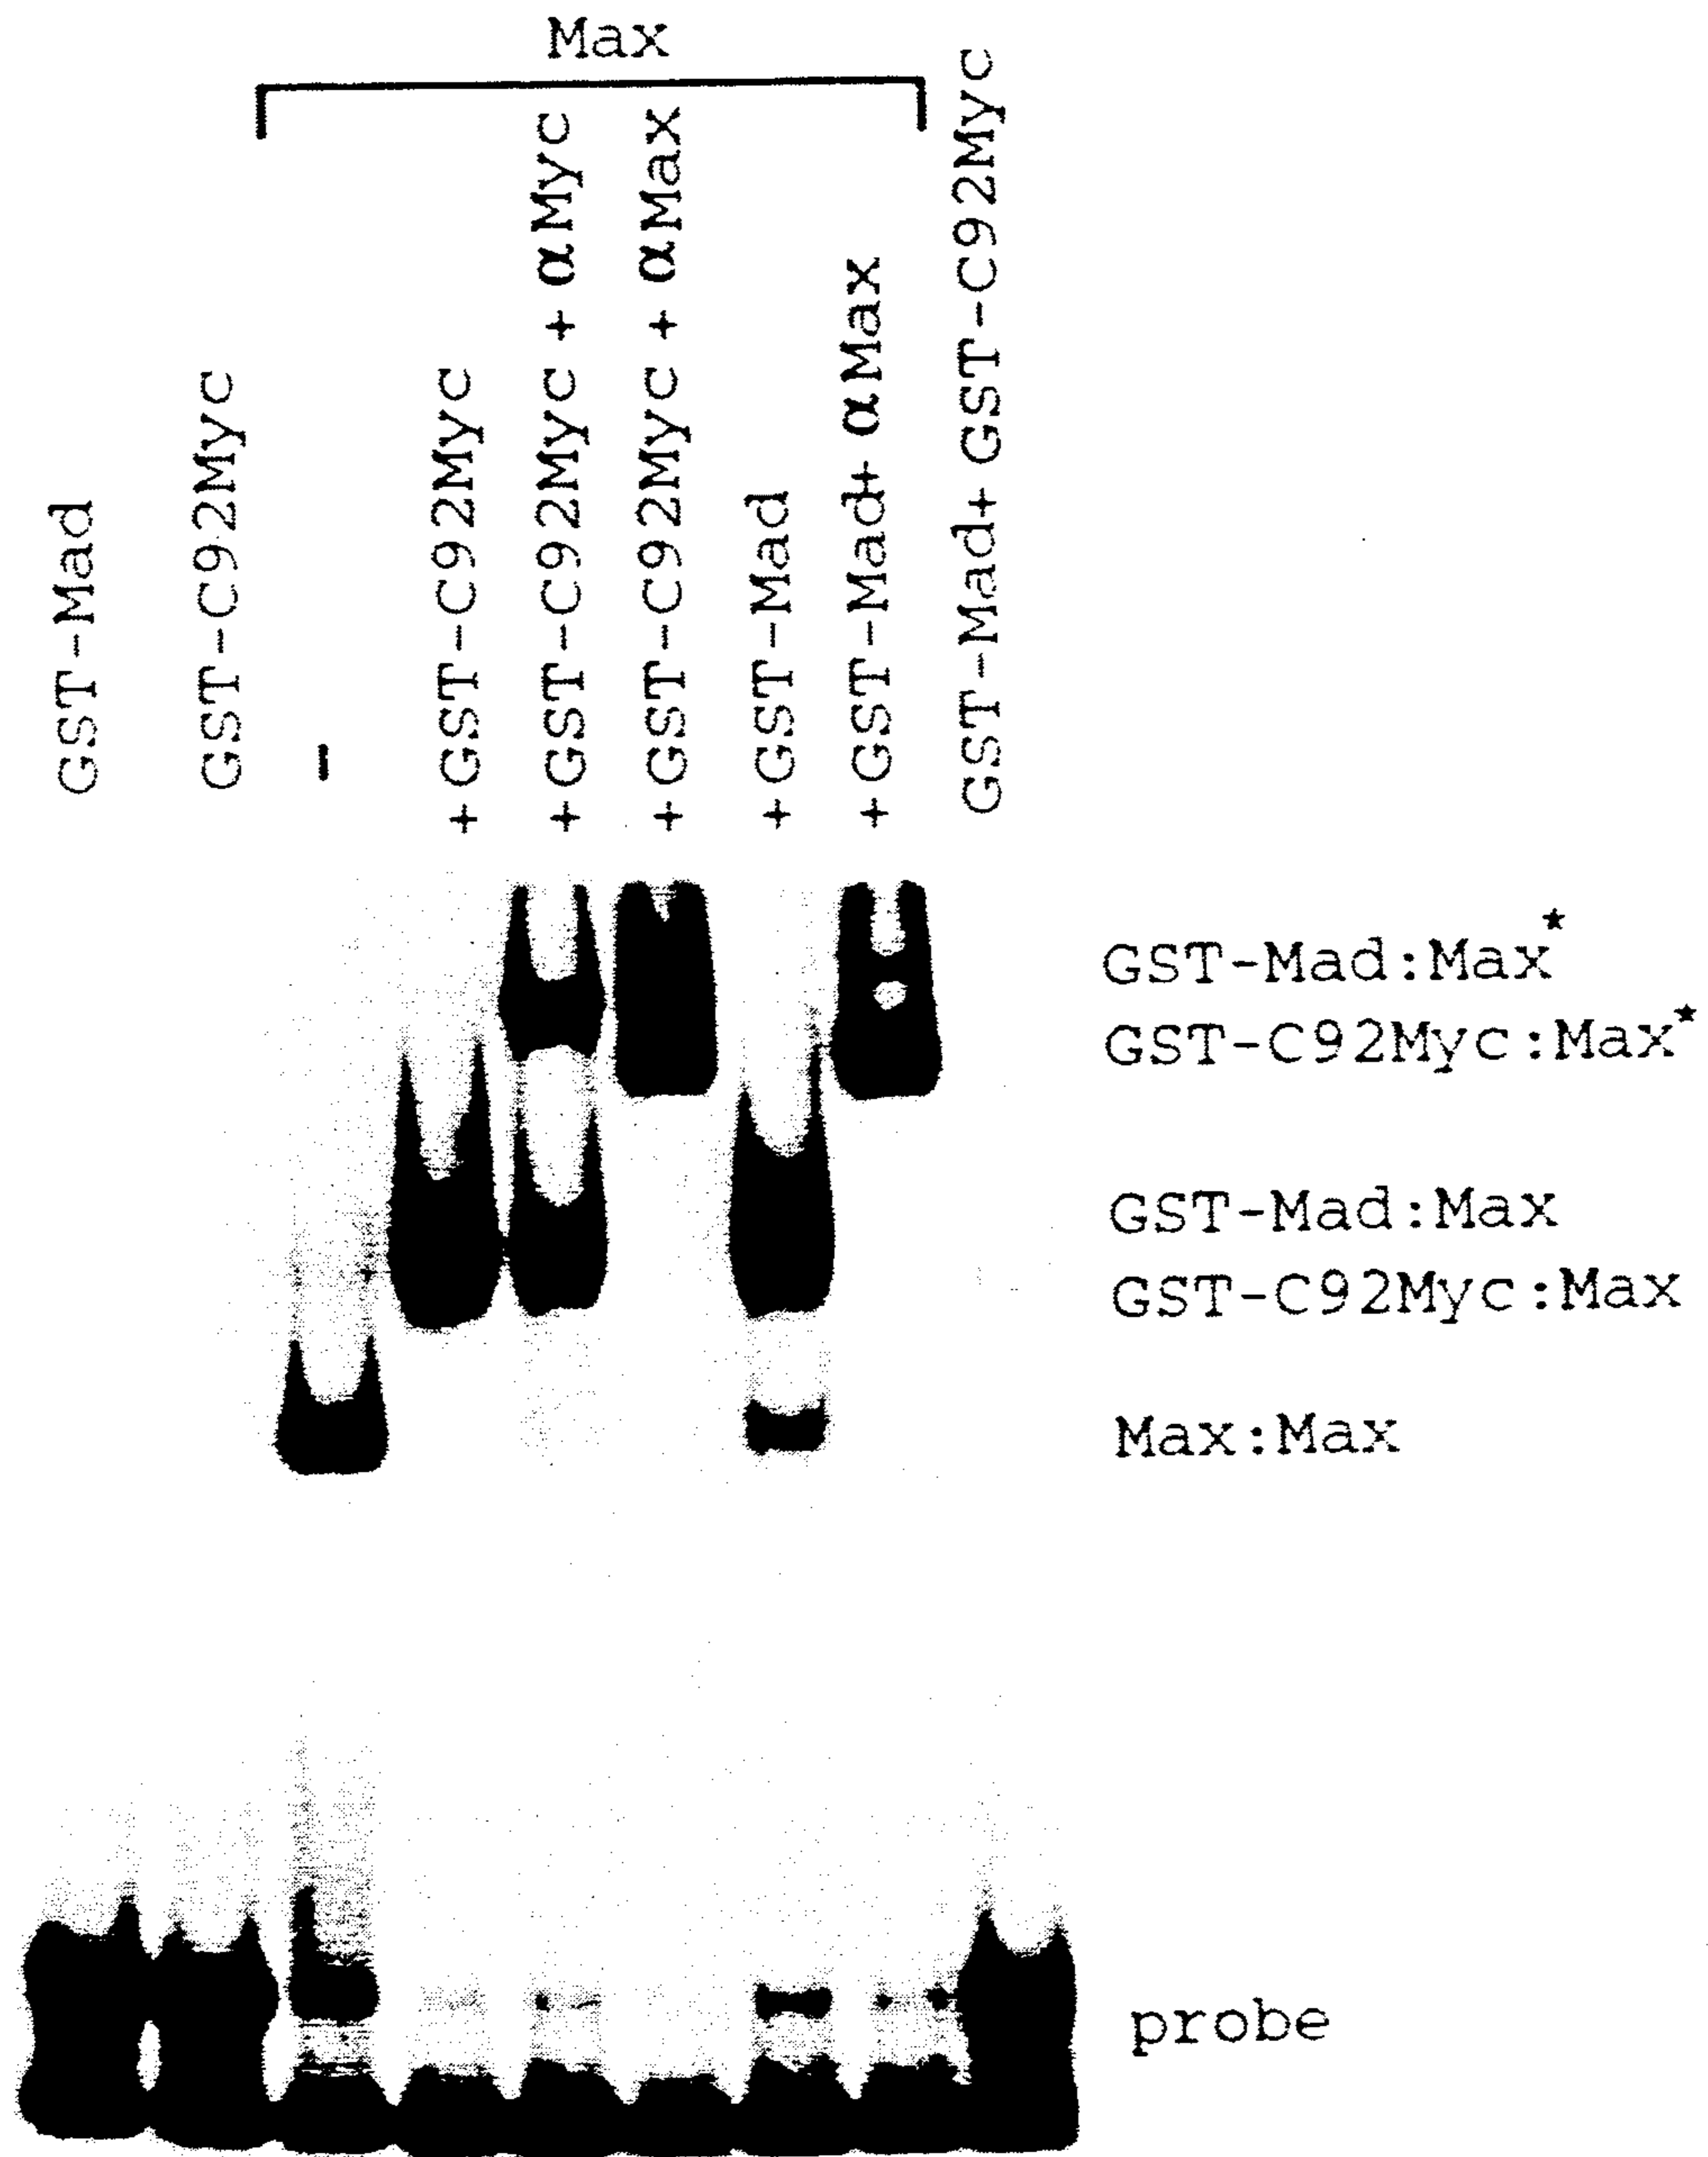 Max
GST-Mad
GST-C92Myc
-
+GST-C92Myc
+GST-C92Myc + αMyc
+GST-C92Myc + αMax
+GST-Mad
+GST-Mad+ αMax
GST-Mad+ GST-C92Myc
GST-Mad:Max★
GST-C92Myc:Max★
GST-Mad:Max
GST-C92Myc:Max
Max:Max
probe